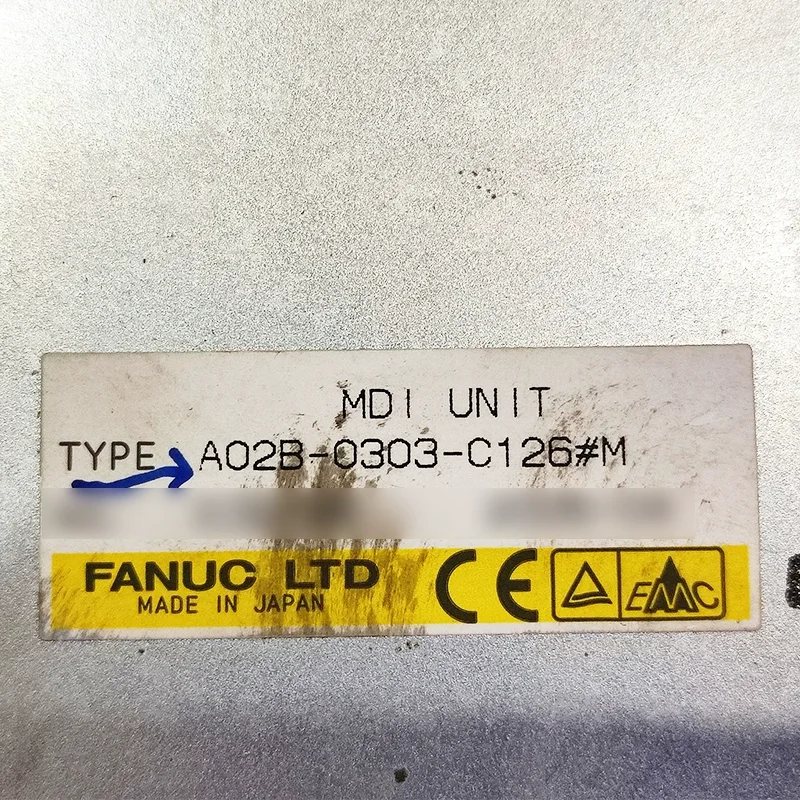 MDI UNIT
TYPE A02B-0303-C126#M
FANUC LTD
MADE IN JAPAN
CE
EMC